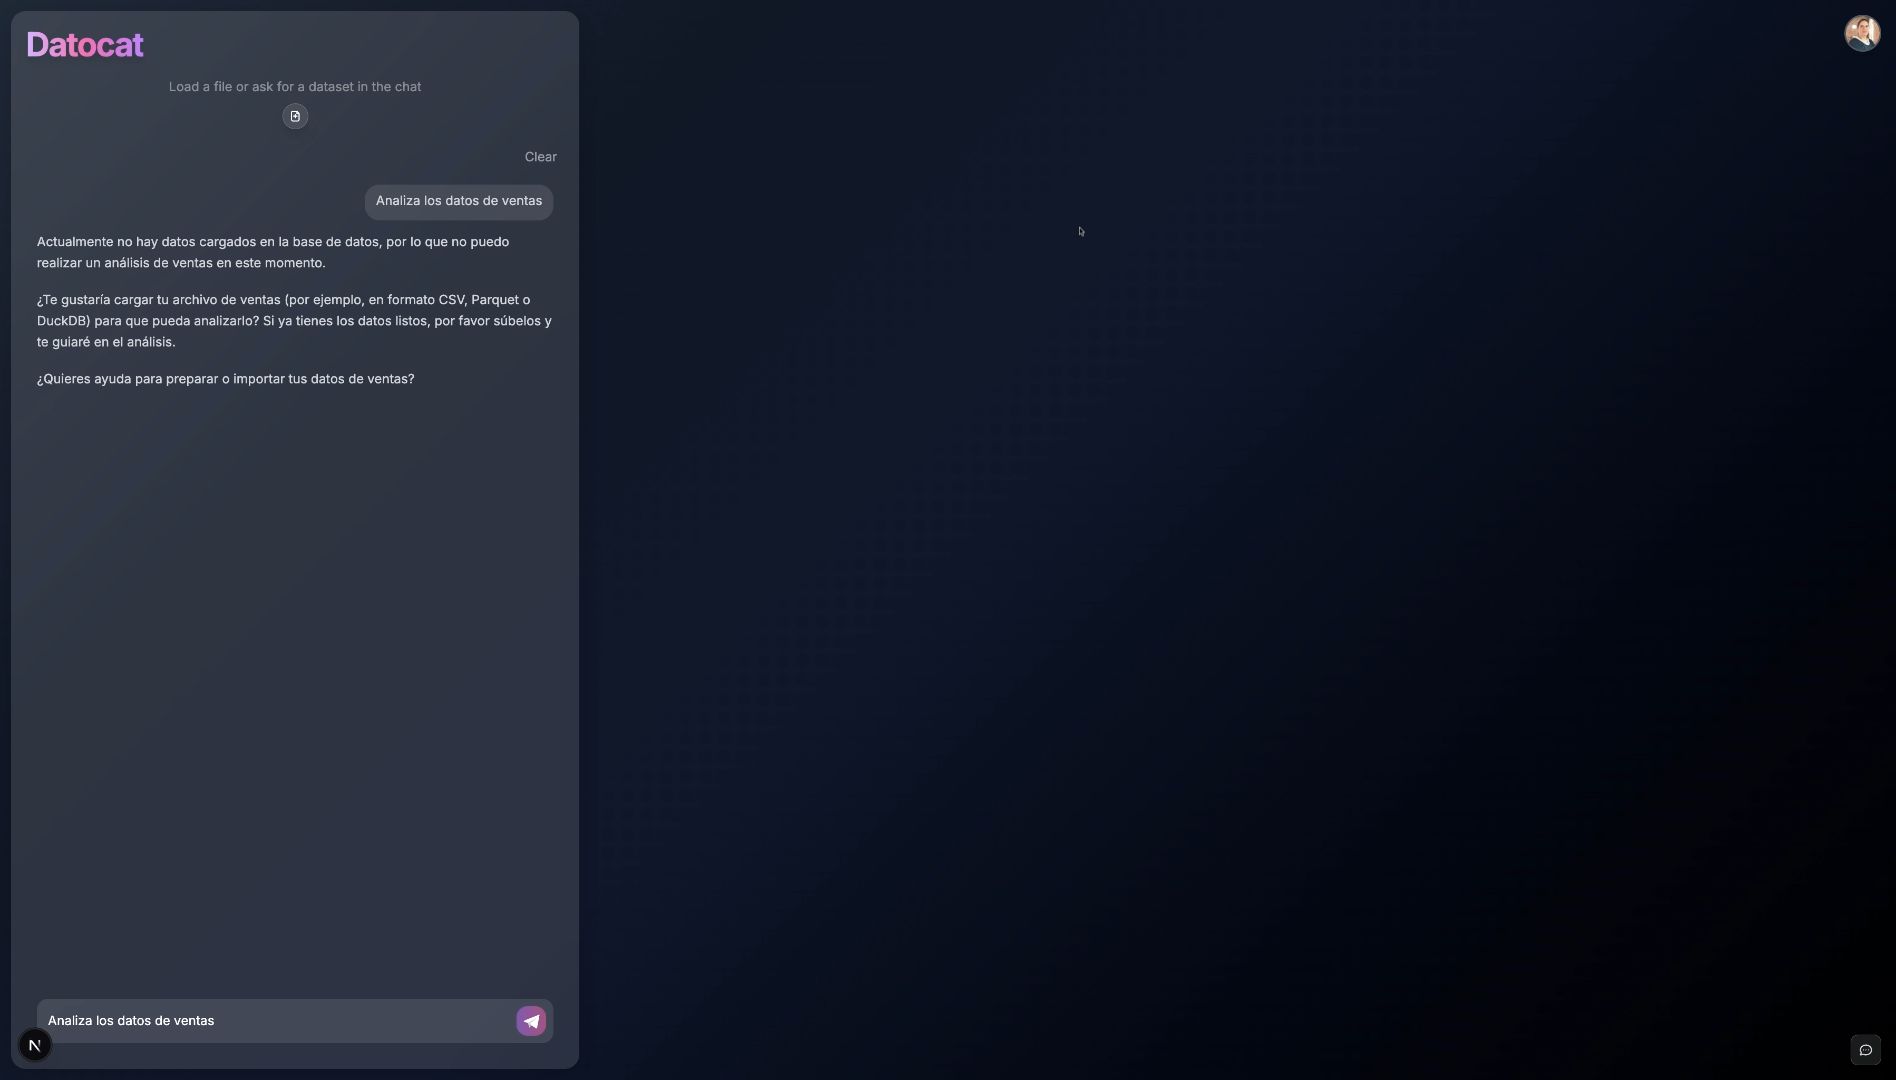 Datocat
Load a file or ask for a dataset in the chat
Clear
Analiza los datos de ventas
Actualmente no hay datos cargados en la base de datos, por lo que no puedo
realizar un análisis de ventas en este momento.
¿Te gustaría cargar tu archivo de ventas (por ejemplo, en formato CSV, Parquet o
DuckDB) para que pueda analizarlo? Si ya tienes los datos listos, por favor súbelos y
te guiaré en el análisis.
¿Quieres ayuda para preparar o importar tus datos de ventas?
Analiza los datos de ventas
N